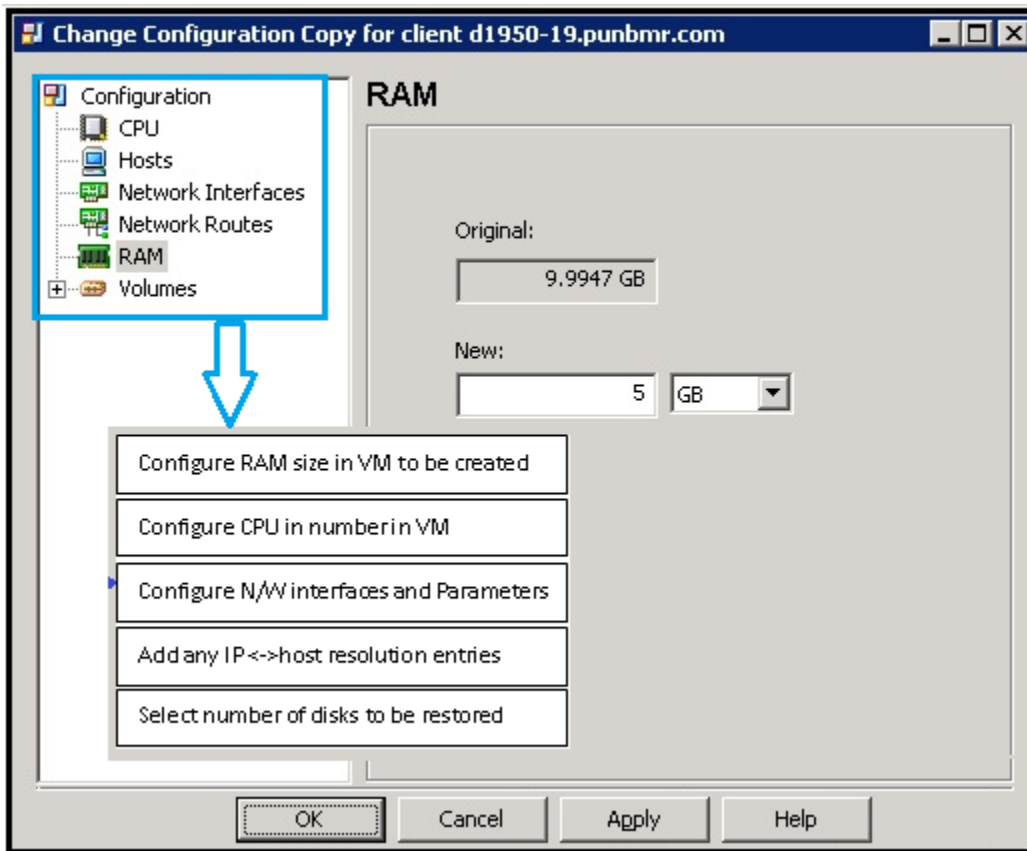 Change Configuration Copy for client d1950-19.punbmr.com
Configuration
CPU
Hosts
Network Interfaces
Network Routes
RAM
Volumes
RAM
Original:
9.9947 GB
New:
5 GB
Configure RAM size in VM to be created
Configure CPU in number in VM
Configure N/W interfaces and Parameters
Add any IP<->host resolution entries
Select number of disks to be restored
OK Cancel Apply Help